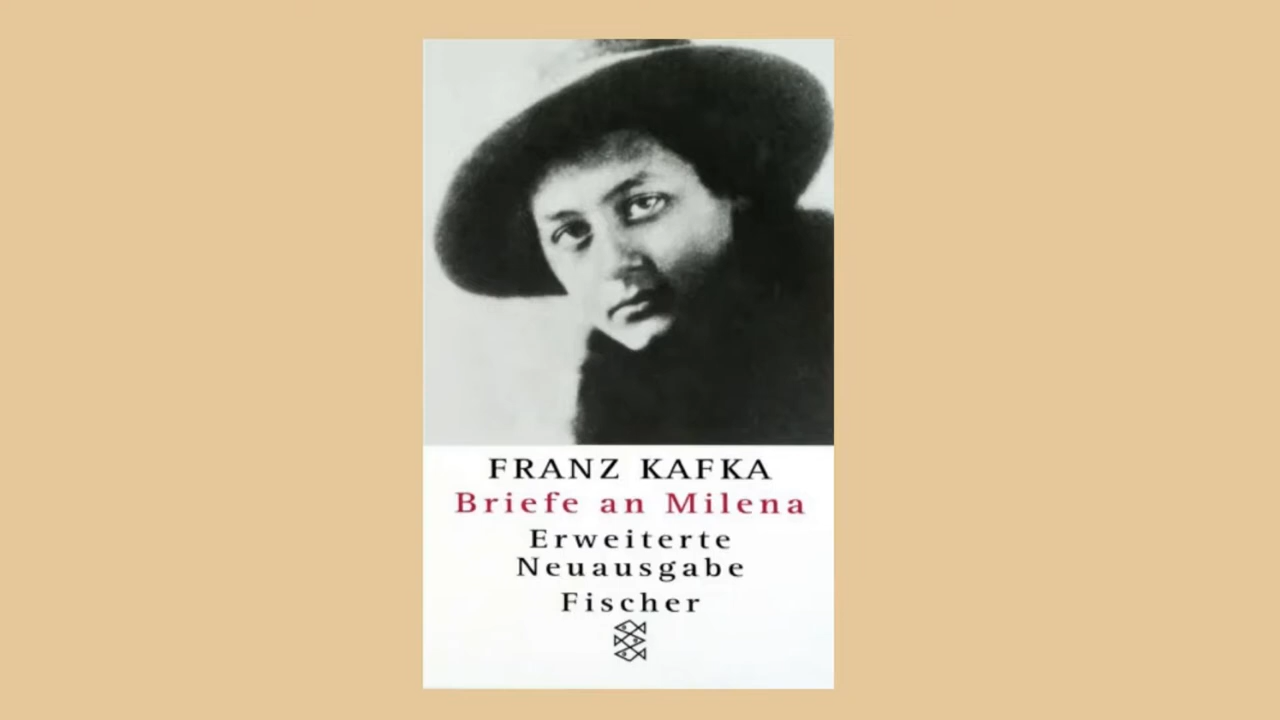 FRANZ KAFKA
Briefe an Milena
Erweiterte
Neuausgabe
Fischer